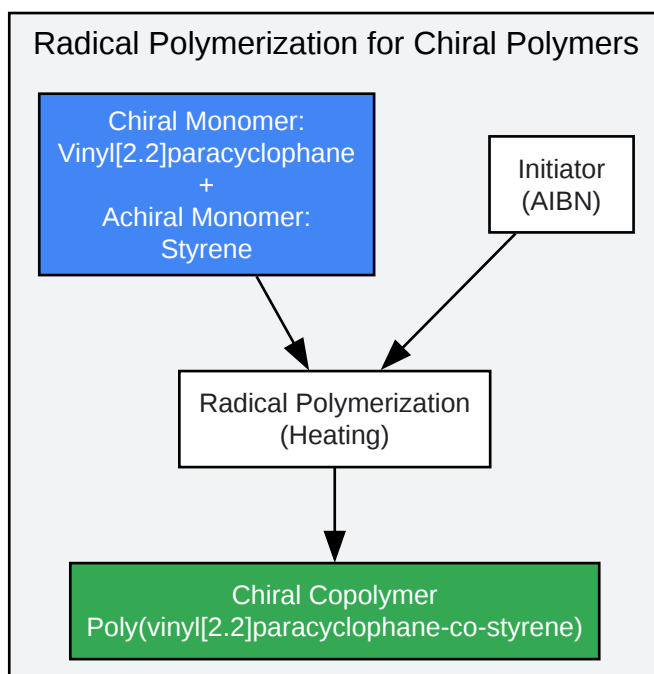 Radical Polymerization for Chiral Polymers
Chiral Monomer:
Vinyl[2.2]paracyclophane
+
Achiral Monomer:
Styrene
Initiator
(AIBN)
Radical Polymerization
(Heating)
Chiral Copolymer
Poly(vinyl[2.2]paracyclophane-co-styrene)